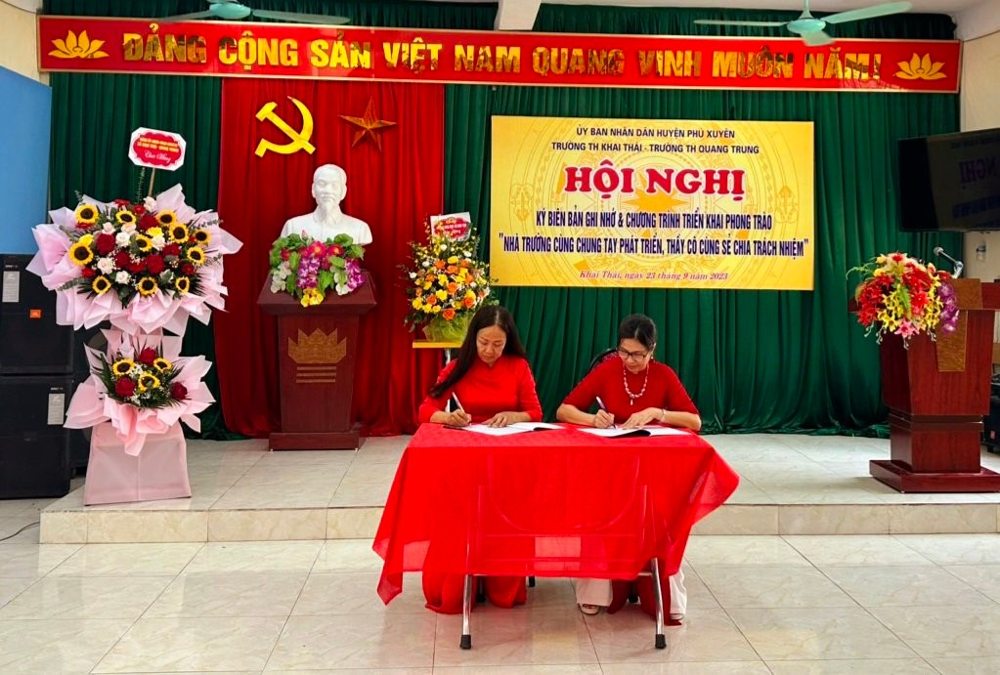 ĐẢNG CỘNG SẢN VIỆT NAM QUANG VINH MUÔN NĂM!
ỦY BAN NHÂN DÂN HUYỆN PHÚ XUYÊN
TRƯỜNG TH KHAI THÁI - TRƯỜNG TH QUANG TRUNG
HỘI NGHỊ
KÝ BIÊN BẢN GHI NHỚ & CHƯƠNG TRÌNH TRIỂN KHAI PHONG TRÀO
"NHÀ TRƯỜNG CÙNG CHUNG TAY PHÁT TRIỂN, THẦY CÔ CÙNG SẺ CHIA TRÁCH NHIỆM"
Khai Thái, ngày 23 tháng 9 năm 2023
Chúc Mừng